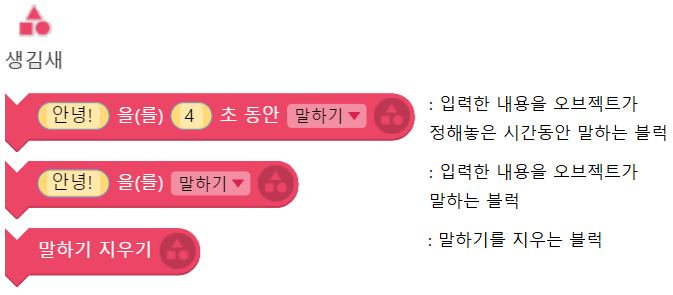 생김새
안녕! 을(를) 4 초 동안 말하기
: 입력한 내용을 오브젝트가
정해놓은 시간동안 말하는 블럭
안녕! 을(를) 말하기
: 입력한 내용을 오브젝트가
말하는 블럭
말하기 지우기
: 말하기를 지우는 블럭